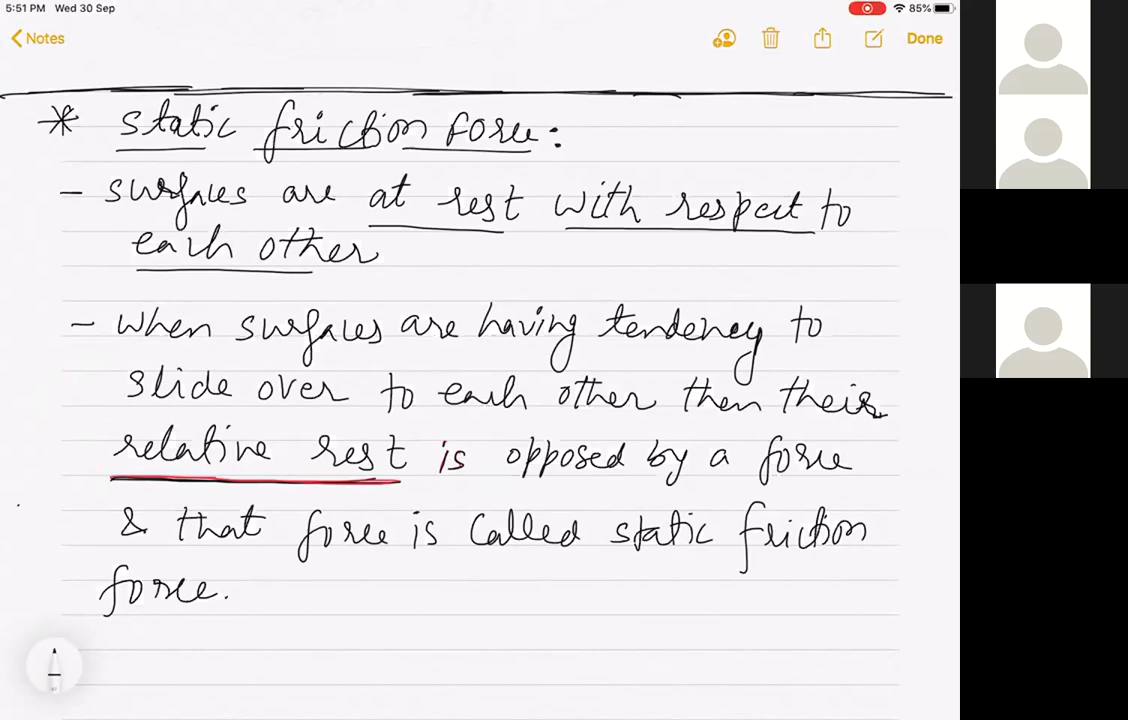 5:51 PM Wed 30 Sep
85%
Notes
Done
* static friction force:
- surfaces are at rest with respect to
each other
- when surfaces are having tendency to
slide over to each other then their
relative rest is opposed by a force
& that force is called static friction
force.